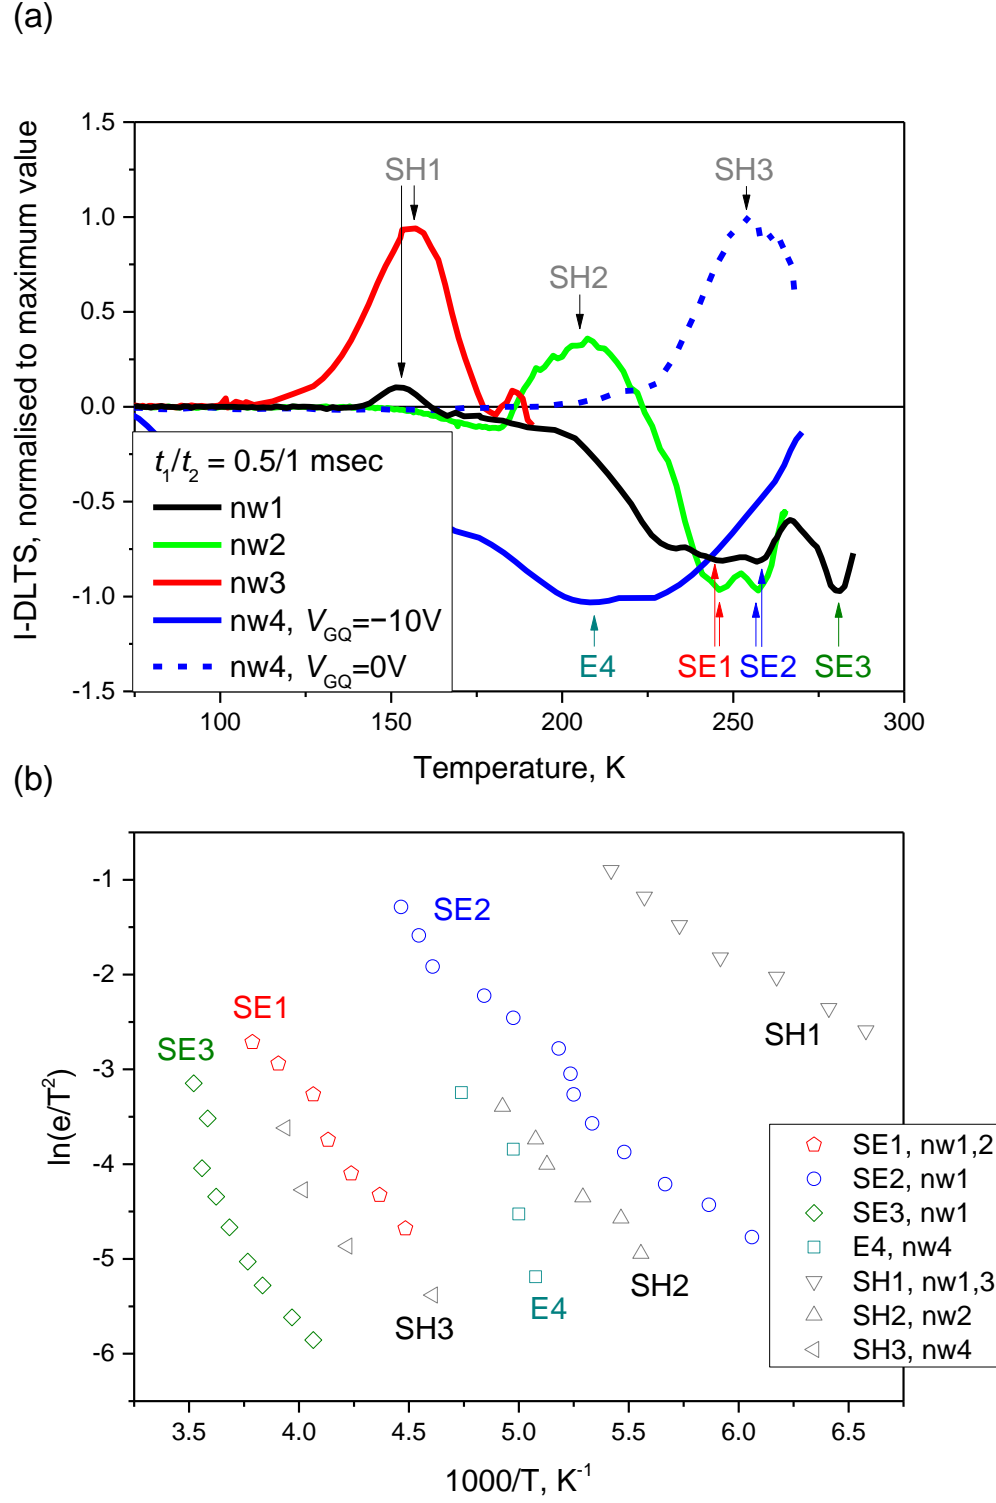 (a)
I-DLTS, normalised to maximum value
1.5
1.0
0.5
0.0
-0.5
-1.0
-1.5
SH1
SH2
SH3
t1/t2 = 0.5/1 msec
nw1
nw2
nw3
nw4, VGQ=−10V
nw4, VGQ=0V
E4
SE1
SE2
SE3
100
150
200
250
300
Temperature, K
(b)
ln(e/T²)
-1
-2
-3
-4
-5
-6
SE2
SE1
SE3
SH1
SH2
SH3
E4
SE1, nw1,2
SE2, nw1
SE3, nw1
E4, nw4
SH1, nw1,3
SH2, nw2
SH3, nw4
3.5
4.0
4.5
5.0
5.5
6.0
6.5
1000/T, K⁻¹